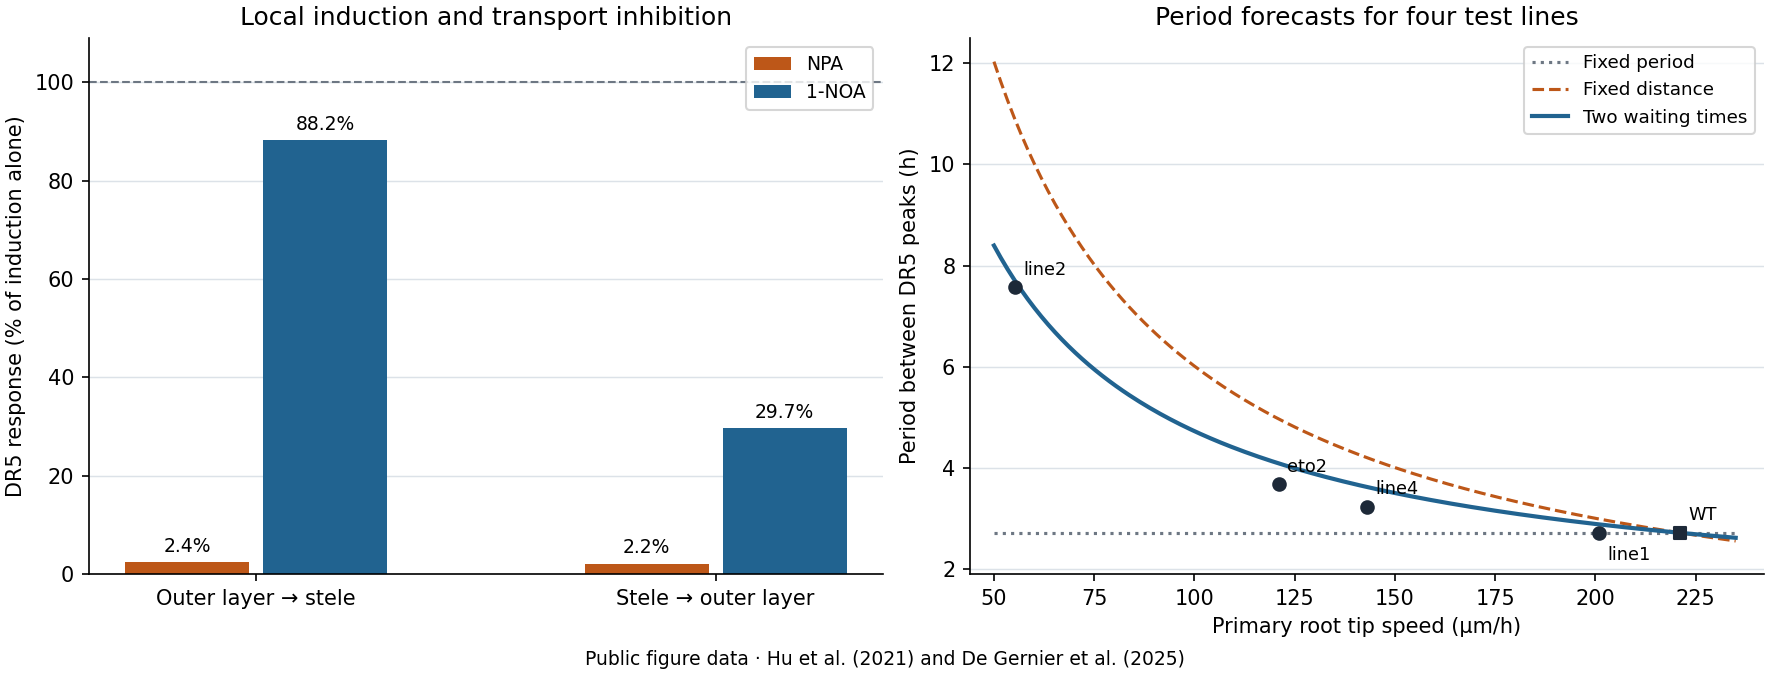 Local induction and transport inhibition
DR5 response (% of induction alone)
100
80
60
40
20
0
NPA
1-NOA
2.4%
88.2%
2.2%
29.7%
Outer layer → stele
Stele → outer layer
Period forecasts for four test lines
Period between DR5 peaks (h)
12
10
8
6
4
2
Fixed period
Fixed distance
Two waiting times
line2
eto2
line4
WT
line1
50
75
100
125
150
175
200
225
Primary root tip speed (µm/h)
Public figure data · Hu et al. (2021) and De Gernier et al. (2025)